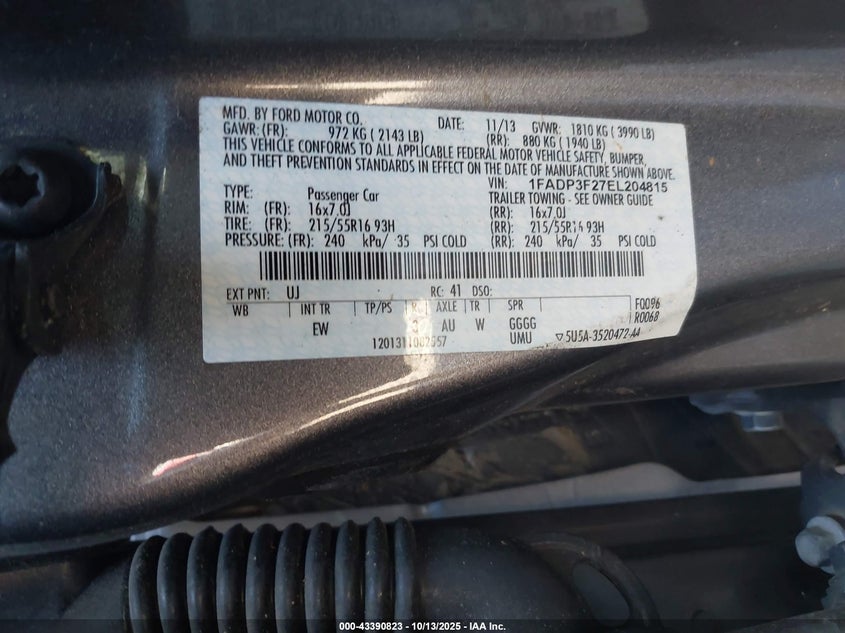 MFD. BY FORD MOTOR CO.    DATE:    11/13    GVWR:    1810 KG ( 3990 LB)
GAWR: (FR):    972 KG ( 2143 LB)    (RR):    880 KG ( 1940 LB)
THIS VEHICLE CONFORMS TO ALL APPLICABLE FEDERAL MOTOR VEHICLE SAFETY, BUMPER,
AND THEFT PREVENTION STANDARDS IN EFFECT ON THE DATE OF MANUFACTURE SHOWN ABOVE.
VIN:    1FADP3F27EL204815
TYPE:    Passenger Car    TRAILER TOWING - SEE OWNER GUIDE
RIM:    (FR):    16x7.0J    (RR):    16x7.0J
TIRE:    (FR):    215/55R16 93H    (RR):    215/55R16 93H
PRESSURE: (FR):    240    kPa/    35    PSI COLD    (RR):    240    kPa/    35    PSI COLD
EXT PNT:    UJ    RC:    41    DSO:
WB    INT TR    TP/PS    R    AXLE    TR    SPR    F0096
EW    AU    W    GGGG    R0068
UMU    ▽ 5U5A-3520472-AA
000-43390823 - 10/13/2025 - IAA Inc.